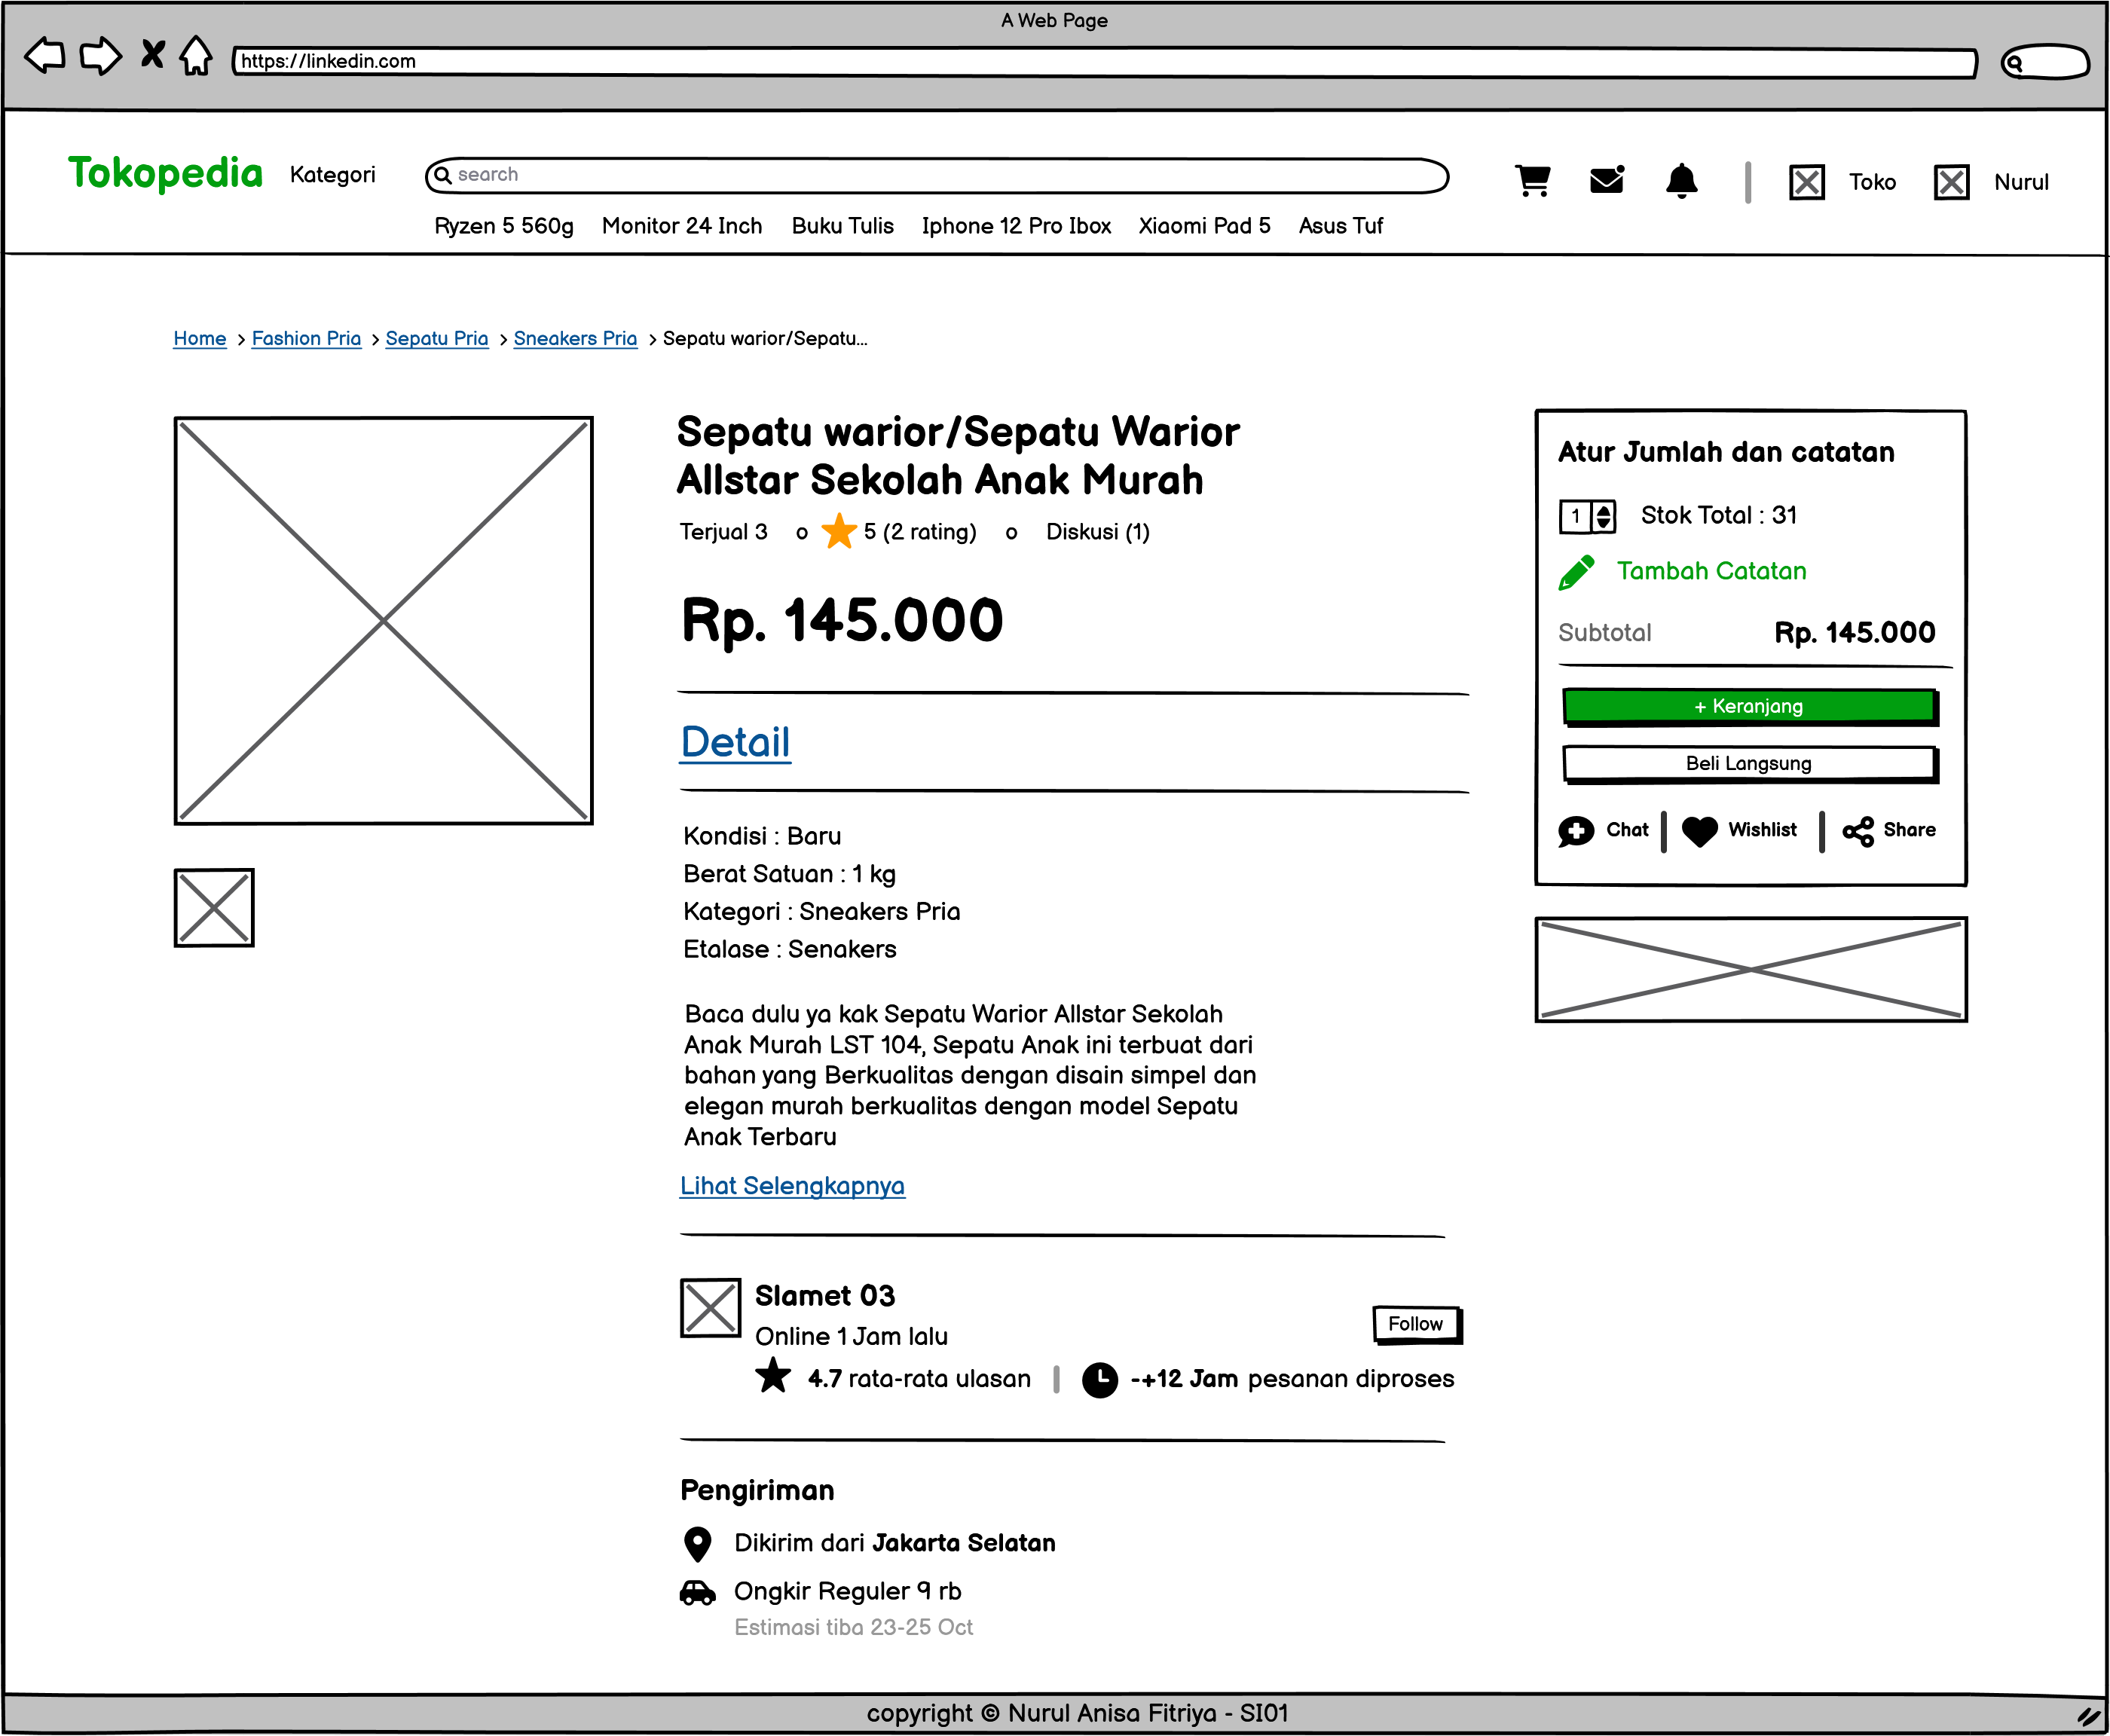 A Web Page
https://linkedin.com
Tokopedia
Kategori
search
Toko
Nurul
Ryzen 5 560g
Monitor 24 Inch
Buku Tulis
Iphone 12 Pro Ibox
Xiaomi Pad 5
Asus Tuf
Home > Fashion Pria > Sepatu Pria > Sneakers Pria > Sepatu warior/Sepatu...
Sepatu warior/Sepatu Warior
Allstar Sekolah Anak Murah
Terjual 3 o 5 (2 rating) o Diskusi (1)
Rp. 145.000
Detail
Kondisi : Baru
Berat Satuan : 1 kg
Kategori : Sneakers Pria
Etalase : Senakers
Baca dulu ya kak Sepatu Warior Allstar Sekolah
Anak Murah LST 104, Sepatu Anak ini terbuat dari
bahan yang Berkualitas dengan disain simpel dan
elegan murah berkualitas dengan model Sepatu
Anak Terbaru
Lihat Selengkapnya
Slamet 03
Online 1 Jam lalu
Follow
4.7 rata-rata ulasan
-+12 Jam pesanan diproses
Pengiriman
Dikirim dari Jakarta Selatan
Ongkir Reguler 9 rb
Estimasi tiba 23-25 Oct
Atur Jumlah dan catatan
1
Stok Total : 31
Tambah Catatan
Subtotal
Rp. 145.000
+ Keranjang
Beli Langsung
Chat
Wishlist
Share
copyright © Nurul Anisa Fitriya - SI01